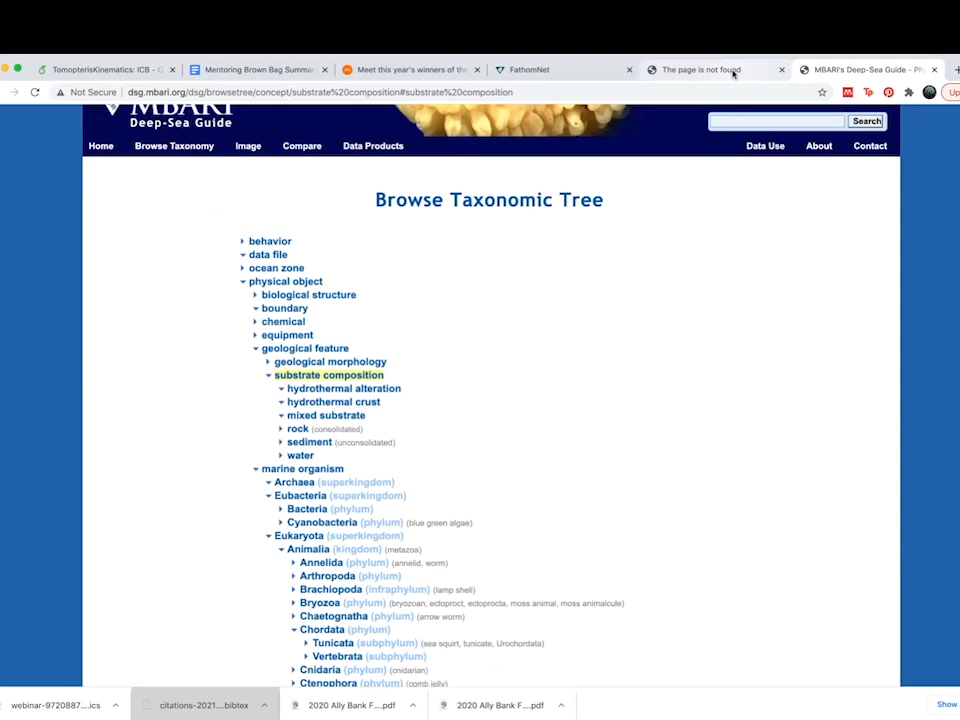 TomopterisKinematics: ICB - O
Mentoring Brown Bag Summar
Meet this year's winners of the
FathomNet
The page is not found
MBARI's Deep-Sea Guide - Ph
Not Secure
dsg.mbari.org/dsg/browsetree/concept/substrate%20composition#substrate%20composition
Up
MBARI
Deep-Sea Guide
Search
Home Browse Taxonomy Image Compare Data Products Data Use About Contact
Browse Taxonomic Tree
behavior
data file
ocean zone
physical object
biological structure
boundary
chemical
equipment
geological feature
geological morphology
substrate composition
hydrothermal alteration
hydrothermal crust
mixed substrate
rock (consolidated)
sediment (unconsolidated)
water
marine organism
Archaea (superkingdom)
Eubacteria (superkingdom)
Bacteria (phylum)
Cyanobacteria (phylum) (blue green algae)
Eukaryota (superkingdom)
Animalia (kingdom) (metazoa)
Annelida (phylum) (annelid, worm)
Arthropoda (phylum)
Brachiopoda (infraphylum) (lamp shell)
Bryozoa (phylum) (bryozoan, ectoproct, ectoprocta, moss animal, moss animalcule)
Chaetognatha (phylum) (arrow worm)
Chordata (phylum)
Tunicata (subphylum) (sea squirt, tunicate, Urochordata)
Vertebrata (subphylum)
Cnidaria (phylum) (cnidarian)
Ctenophora (phylum) (comb jelly)
webinar-9720887....ics
citations-2021....bibtex
2020 Ally Bank F....pdf
2020 Ally Bank F....pdf
Show